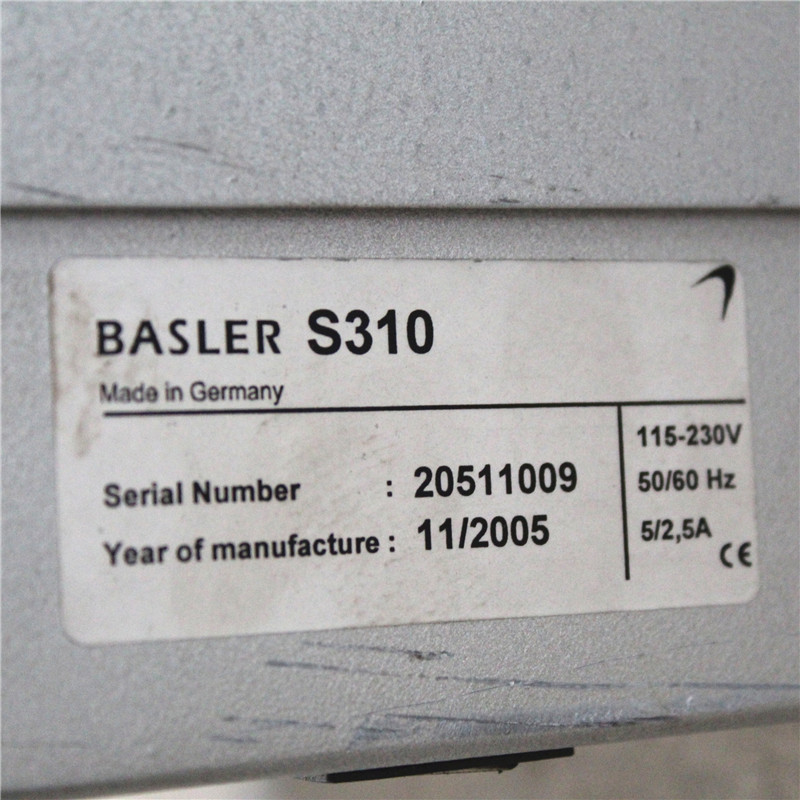 BASLER S310
Made in Germany
Serial Number : 20511009
Year of manufacture : 11/2005
115-230V
50/60 Hz
5/2,5A
CE